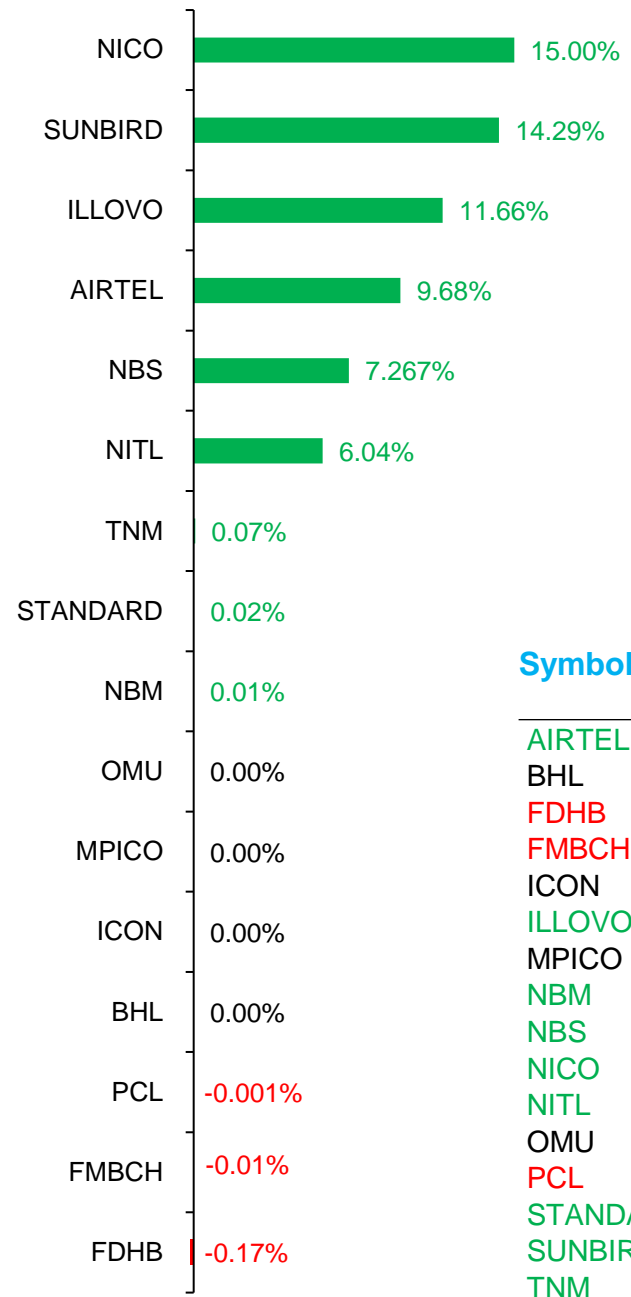 NICO 15.00%
SUNBIRD 14.29%
ILLOVO 11.66%
AIRTEL 9.68%
NBS 7.267%
NITL 6.04%
TNM 0.07%
STANDARD 0.02%
NBM 0.01%
OMU 0.00%
MPICO 0.00%
ICON 0.00%
BHL 0.00%
PCL -0.001%
FMBCH -0.01%
FDHB -0.17%
Symbol
AIRTEL
BHL
FDHB
FMBCH
ICON
ILLOVO
MPICO
NBM
NBS
NICO
NITL
OMU
PCL
STANDA
SUNBIR
TNM